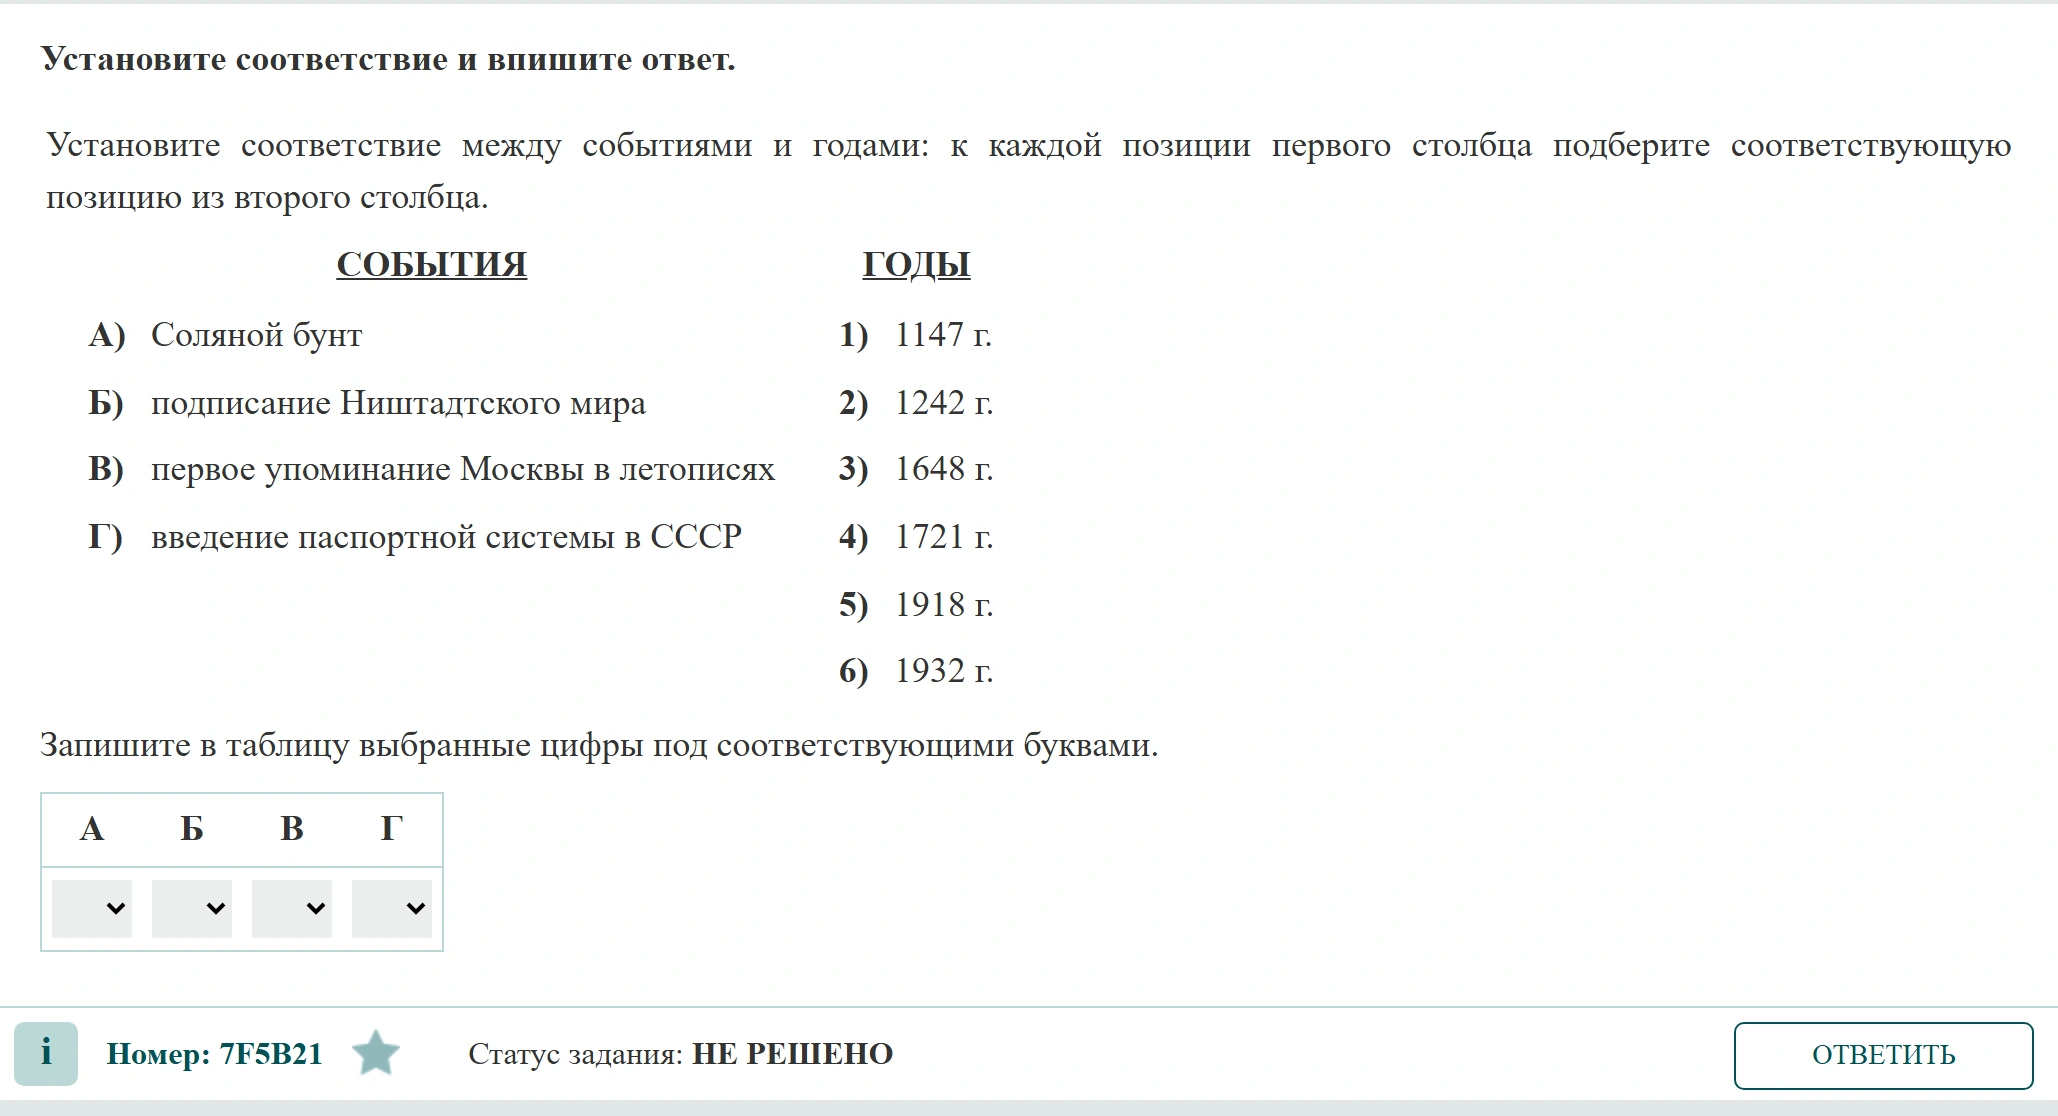 Установите соответствие и впишите ответ.
Установите соответствие между событиями и годами: к каждой позиции первого столбца подберите соответствующую
позицию из второго столбца.
СОБЫТИЯ ГОДЫ
А) Соляной бунт 1) 1147 г.
Б) подписание Ништадтского мира 2) 1242 г.
В) первое упоминание Москвы в летописях 3) 1648 г.
Г) введение паспортной системы в СССР 4) 1721 г.
5) 1918 г.
6) 1932 г.
Запишите в таблицу выбранные цифры под соответствующими буквами.
А Б В Г
i Номер: 7F5B21 Статус задания: НЕ РЕШЕНО ОТВЕТИТЬ